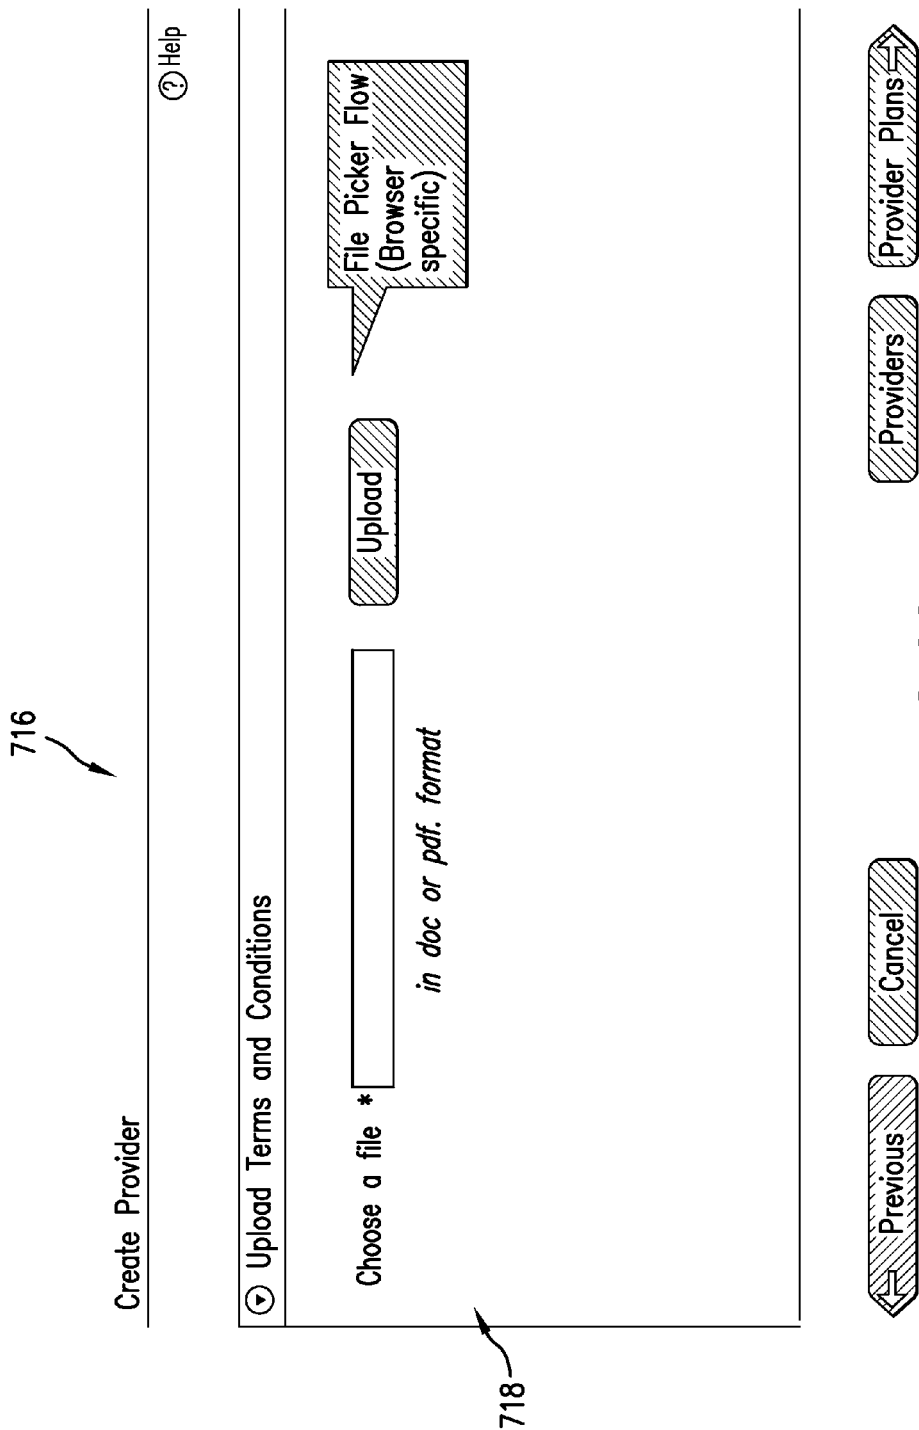 716
Create Provider
? Help
Upload Terms and Conditions
Choose a file *
Upload
File Picker Flow
(Browser
specific)
in doc or pdf. format
718
Previous
Cancel
Providers
Provider Plans